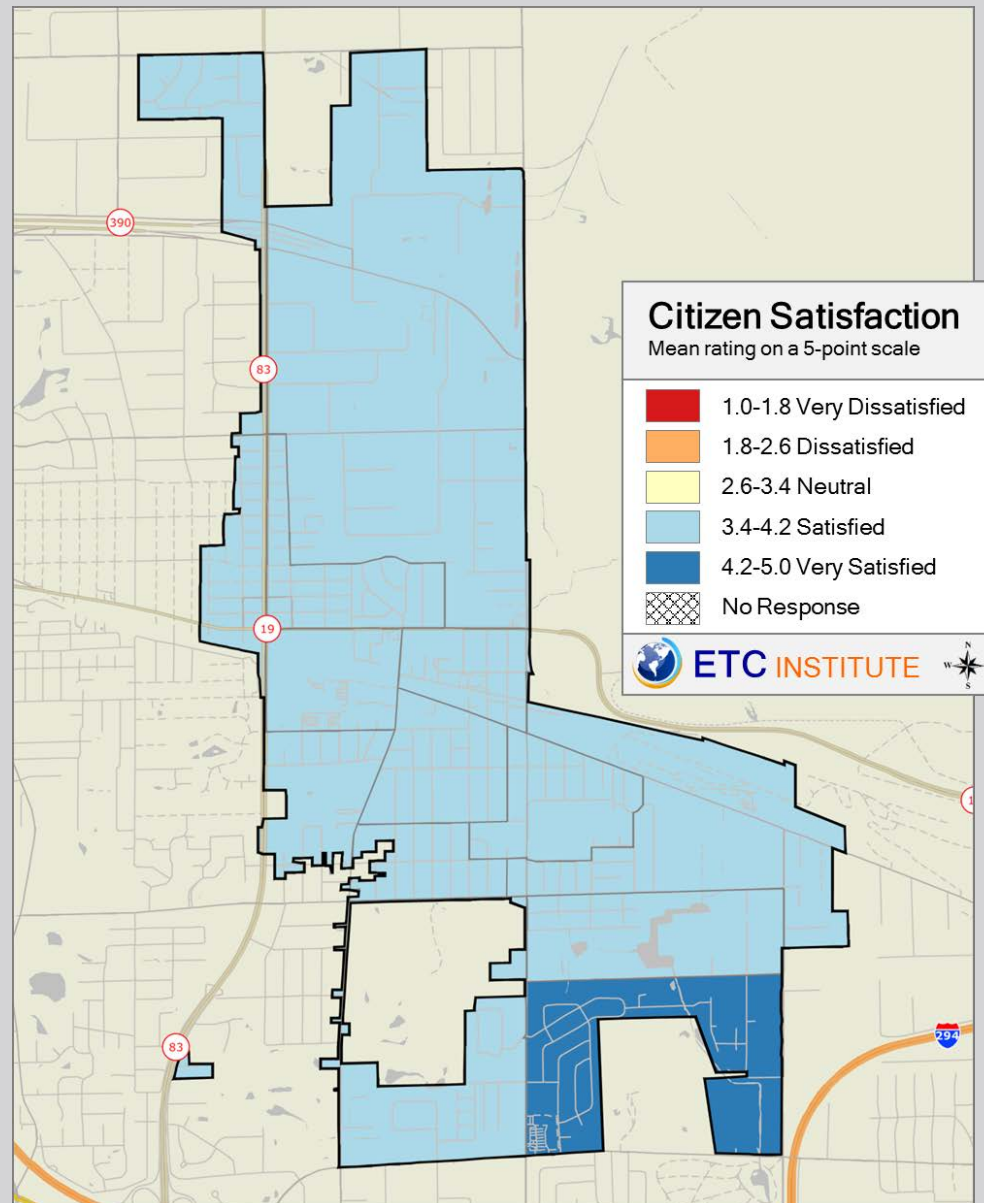 390
83
Citizen Satisfaction
Mean rating on a 5-point scale
1.0-1.8 Very Dissatisfied
1.8-2.6 Dissatisfied
2.6-3.4 Neutral
3.4-4.2 Satisfied
4.2-5.0 Very Satisfied
No Response
19
ETC INSTITUTE
N
W
S
83
294